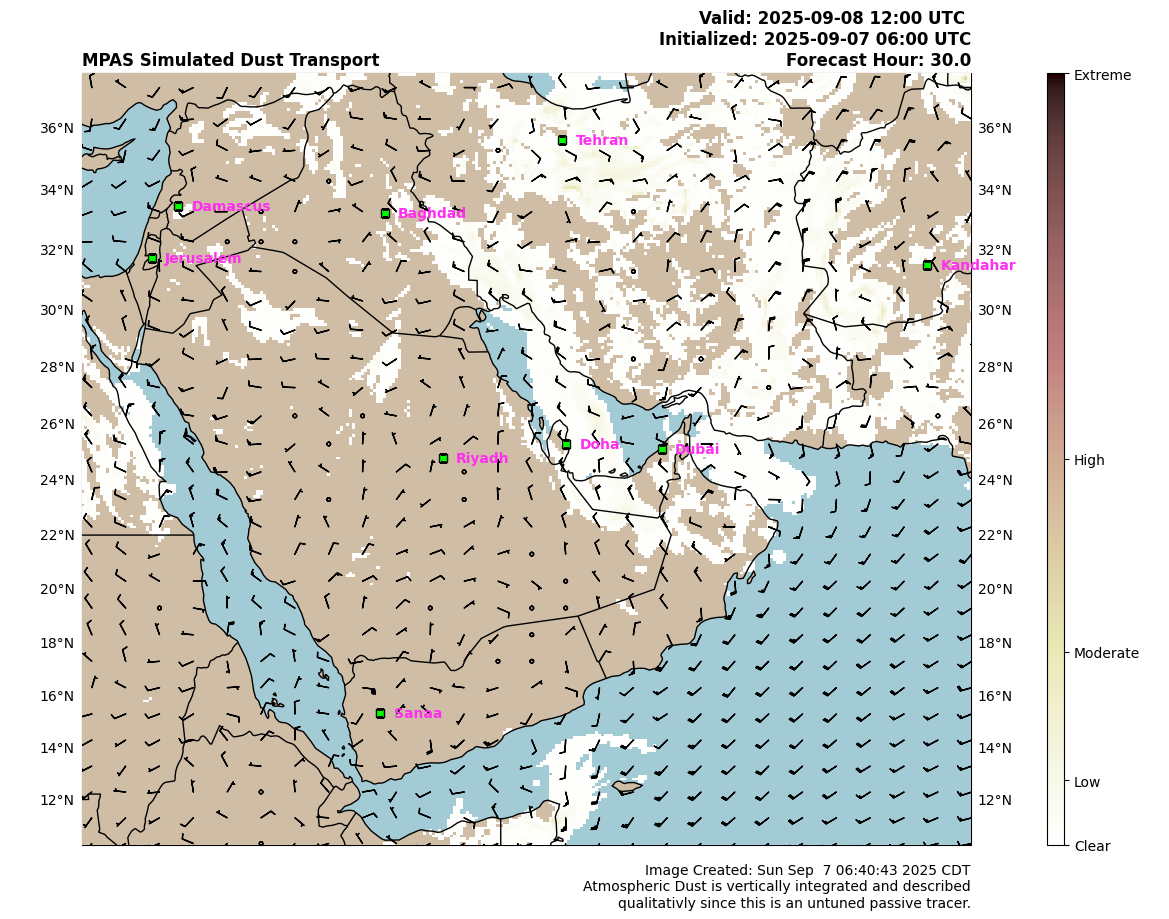 Valid: 2025-09-08 12:00 UTC
Initialized: 2025-09-07 06:00 UTC
MPAS Simulated Dust Transport Forecast Hour: 30.0
Extreme
36°N 36°N
Tehran
34°N 34°N
Damascus
Baghdad
32°N 32°N
Jerusalem
Kandahar
30°N 30°N
28°N 28°N
26°N 26°N
Doha
Dubai
Riyadh
High
24°N 24°N
22°N 22°N
20°N 20°N
18°N 18°N
Moderate
16°N 16°N
Sanaa
14°N 14°N
Low
12°N 12°N
Clear
Image Created: Sun Sep  7 06:40:43 2025 CDT
Atmospheric Dust is vertically integrated and described
qualitativly since this is an untuned passive tracer.